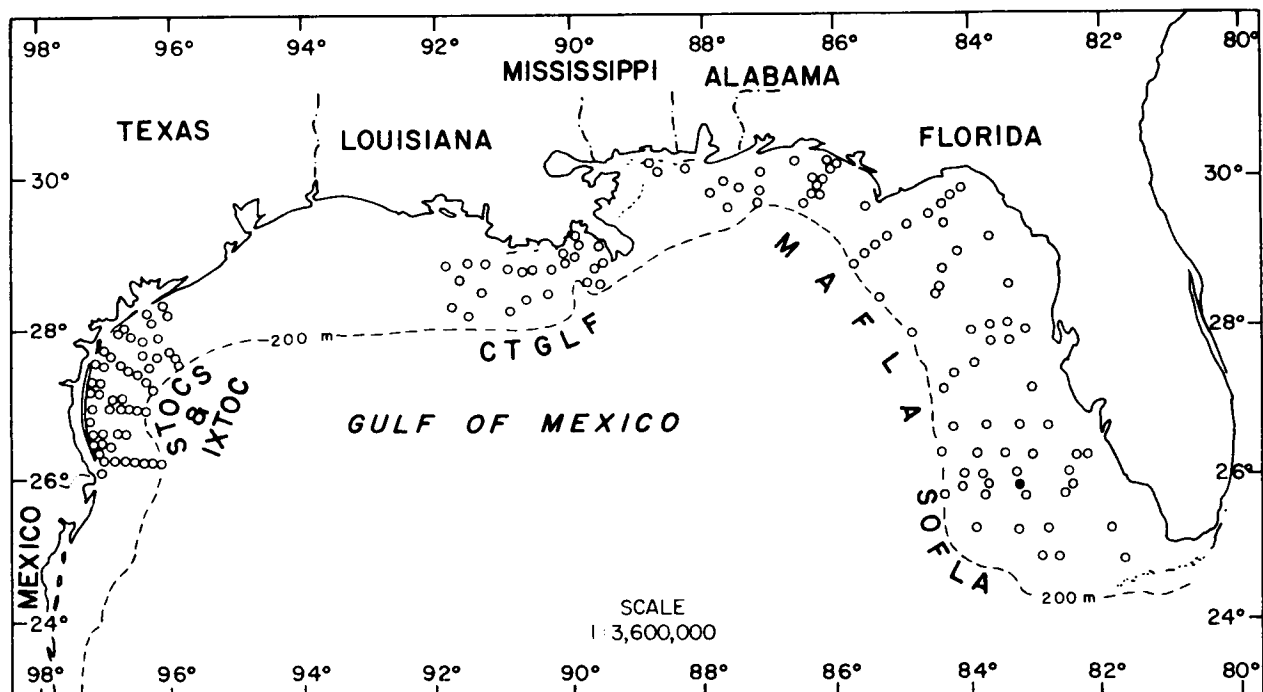 98° 96° 94° 92° 90° 88° 86° 84° 82° 80°
MISSISSIPPI ALABAMA
TEXAS LOUISIANA FLORIDA
30° 30°
MAFLA
28° 200 m CTGLF 28°
STOCS
&
IXTOC
GULF OF MEXICO
26° 26°
SOFLA
MEXICO
200 m
SCALE
1:3,600,000
24° 24°
98° 96° 94° 92° 90° 88° 86° 84° 82° 80°